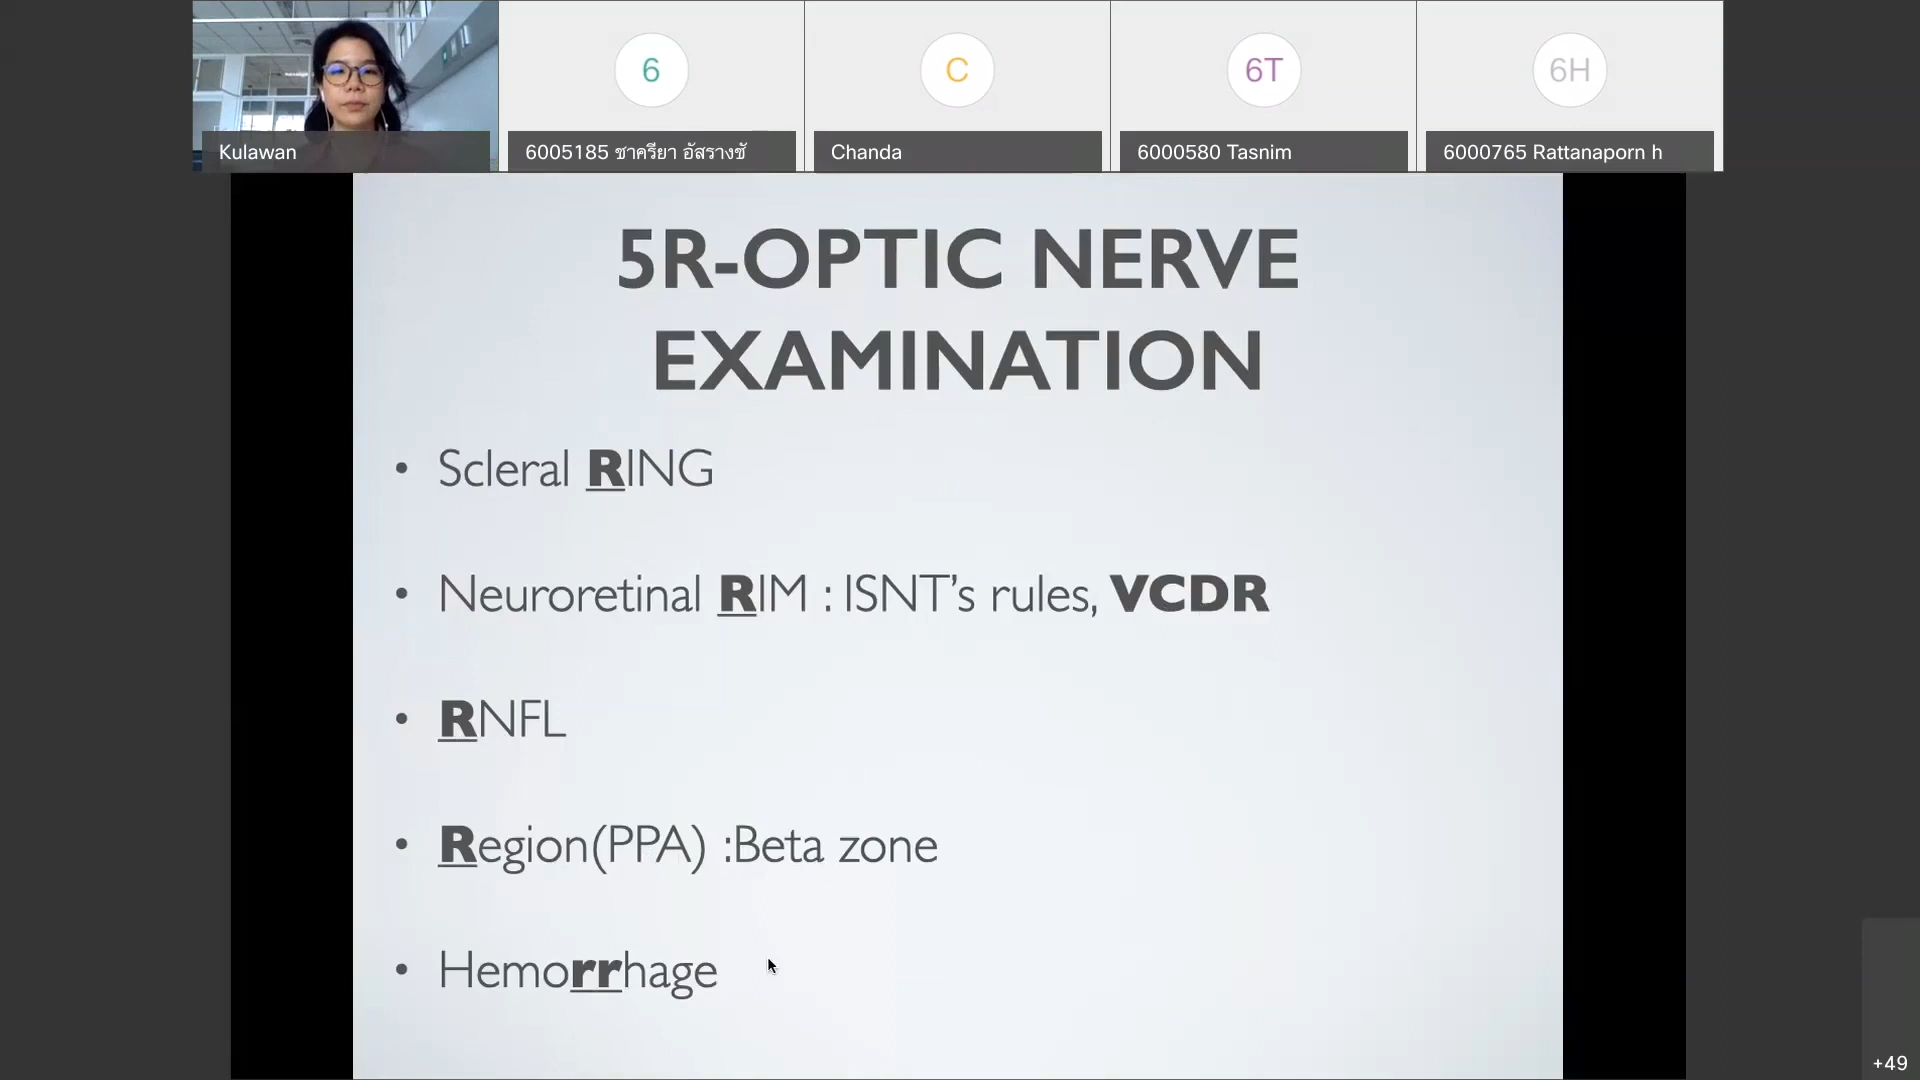 6
C
6T
6H
Kulawan
6005185 ซาครียา อัสรางชั
Chanda
6000580 Tasnim
6000765 Rattanaporn h
5R-OPTIC NERVE
EXAMINATION
• Scleral RING
• Neuroretinal RIM : ISNT’s rules, VCDR
• RNFL
• Region(PPA) :Beta zone
• Hemorrhage
+49